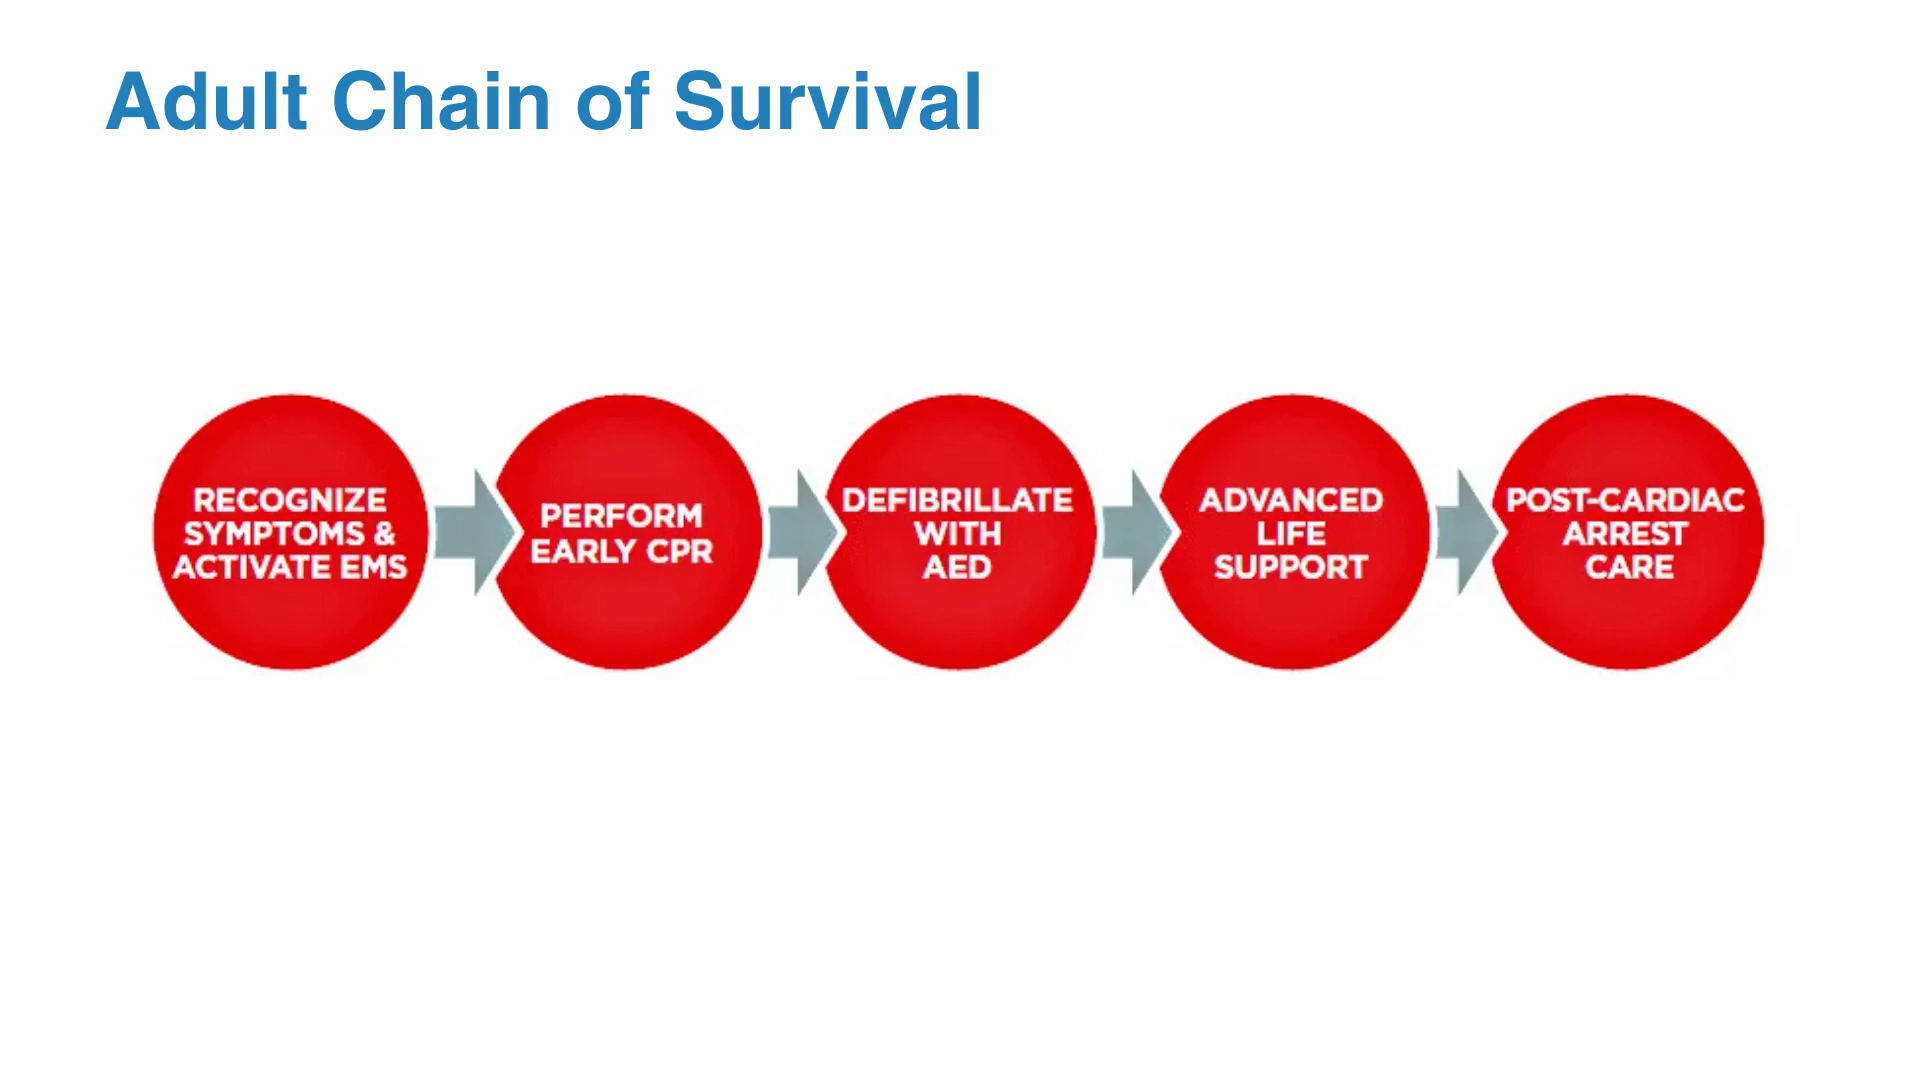 Adult Chain of Survival
RECOGNIZE
SYMPTOMS &
ACTIVATE EMS
PERFORM
EARLY CPR
DEFIBRILLATE
WITH
AED
ADVANCED
LIFE
SUPPORT
POST-CARDIAC
ARREST
CARE